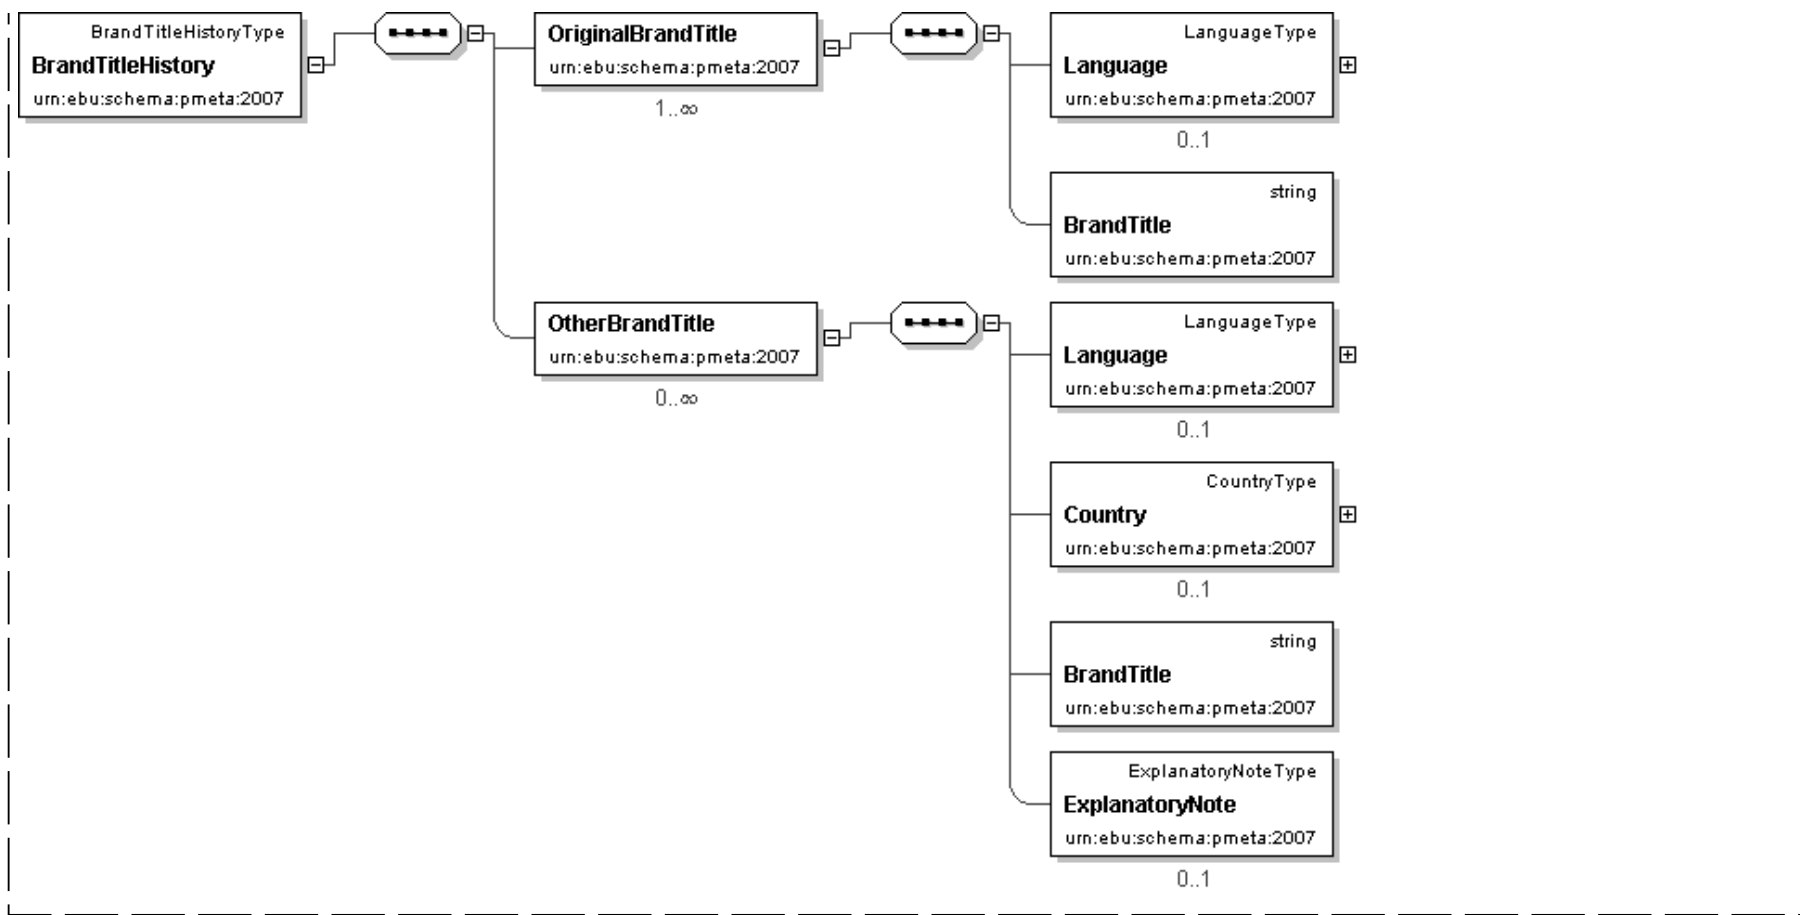 BrandTitleHistoryType
BrandTitleHistory
urn:ebu:schema:pmeta:2007
OriginalBrandTitle
urn:ebu:schema:pmeta:2007
1..∞
LanguageType
Language
urn:ebu:schema:pmeta:2007
0..1
string
BrandTitle
urn:ebu:schema:pmeta:2007
OtherBrandTitle
urn:ebu:schema:pmeta:2007
0..∞
LanguageType
Language
urn:ebu:schema:pmeta:2007
0..1
CountryType
Country
urn:ebu:schema:pmeta:2007
0..1
string
BrandTitle
urn:ebu:schema:pmeta:2007
ExplanatoryNoteType
ExplanatoryNote
urn:ebu:schema:pmeta:2007
0..1